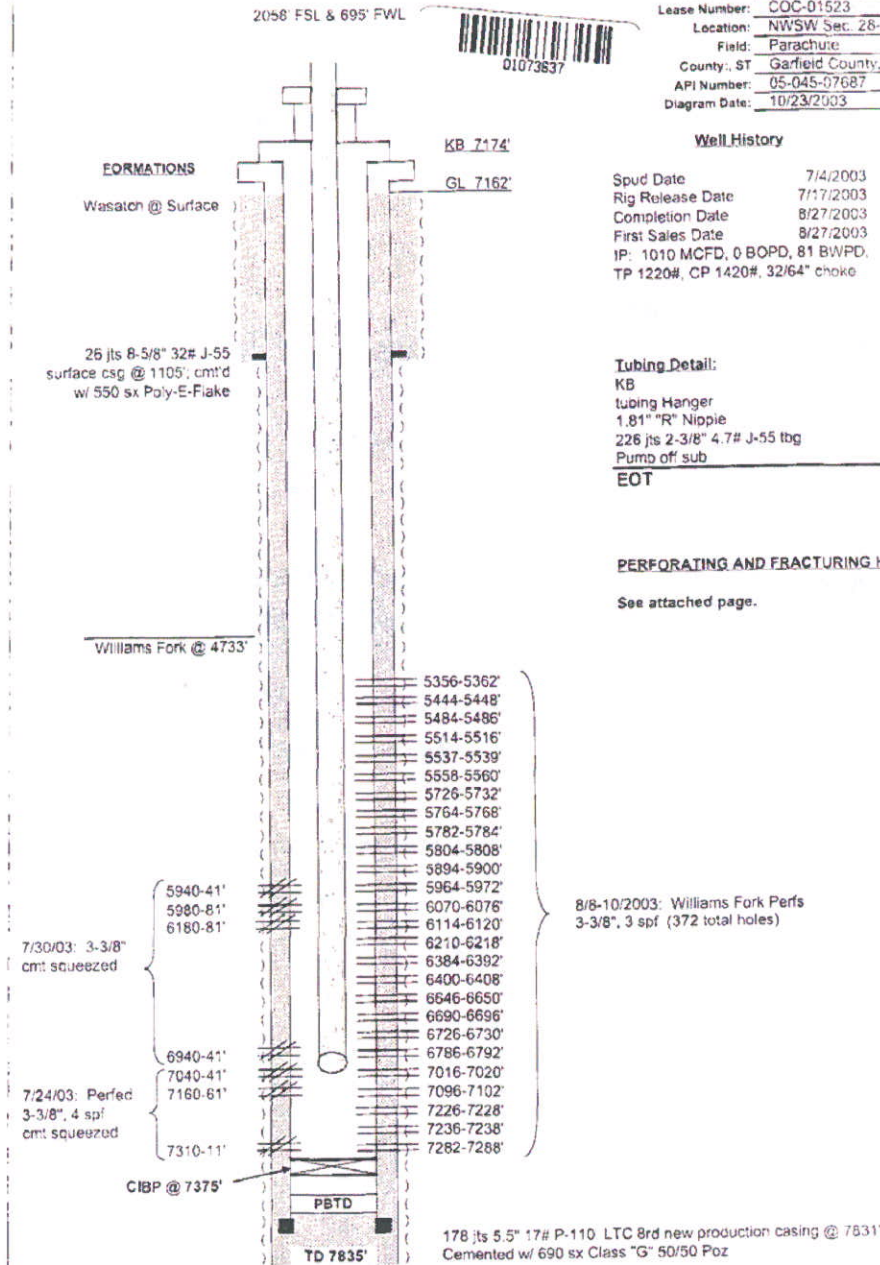 2058' FSL & 695' FWL
01073637
Lease Number: COC-01523
Location: NWSW Sec. 28-
Field: Parachute
County:, ST Garfield County,
API Number: 05-045-07687
Diagram Date: 10/23/2003
KB 7174'
GL 7162'
FORMATIONS
Wasatch @ Surface
Well History
Spud Date 7/4/2003
Rig Release Date 7/17/2003
Completion Date 8/27/2003
First Sales Date 8/27/2003
IP: 1010 MCFD, 0 BOPD, 81 BWPD,
TP 1220#, CP 1420#, 32/64" choke
26 jts 8-5/8" 32# J-55
surface csg @ 1105'; cmt'd
w/ 550 sx Poly-E-Flake
Tubing Detail:
KB
tubing Hanger
1.81" "R" Nipple
226 jts 2-3/8" 4.7# J-55 tbg
Pump off sub
EOT
PERFORATING AND FRACTURING
See attached page.
Williams Fork @ 4733'
5356-5362'
5444-5448'
5484-5486'
5514-5516'
5537-5539'
5558-5560'
5726-5732'
5764-5768'
5782-5784'
5804-5808'
5894-5900'
5964-5972'
6070-6076'
6114-6120'
6210-6218'
6384-6392'
6400-6408'
6646-6650'
6690-6696'
6726-6730'
6786-6792'
7016-7020'
7096-7102'
7226-7228'
7236-7238'
7282-7288'
8/8-10/2003: Williams Fork Perfs
3-3/8", 3 spf (372 total holes)
5940-41'
5980-81'
6180-81'
7/30/03: 3-3/8"
cmt squeezed
6940-41'
7040-41'
7160-61'
7/24/03: Perfed
3-3/8", 4 spf
cmt squeezed
7310-11'
CIBP @ 7375'
PBTD
TD 7835'
178 jts 5.5" 17# P-110 LTC 8rd new production casing @ 7831'
Cemented w/ 690 sx Class "G" 50/50 Poz